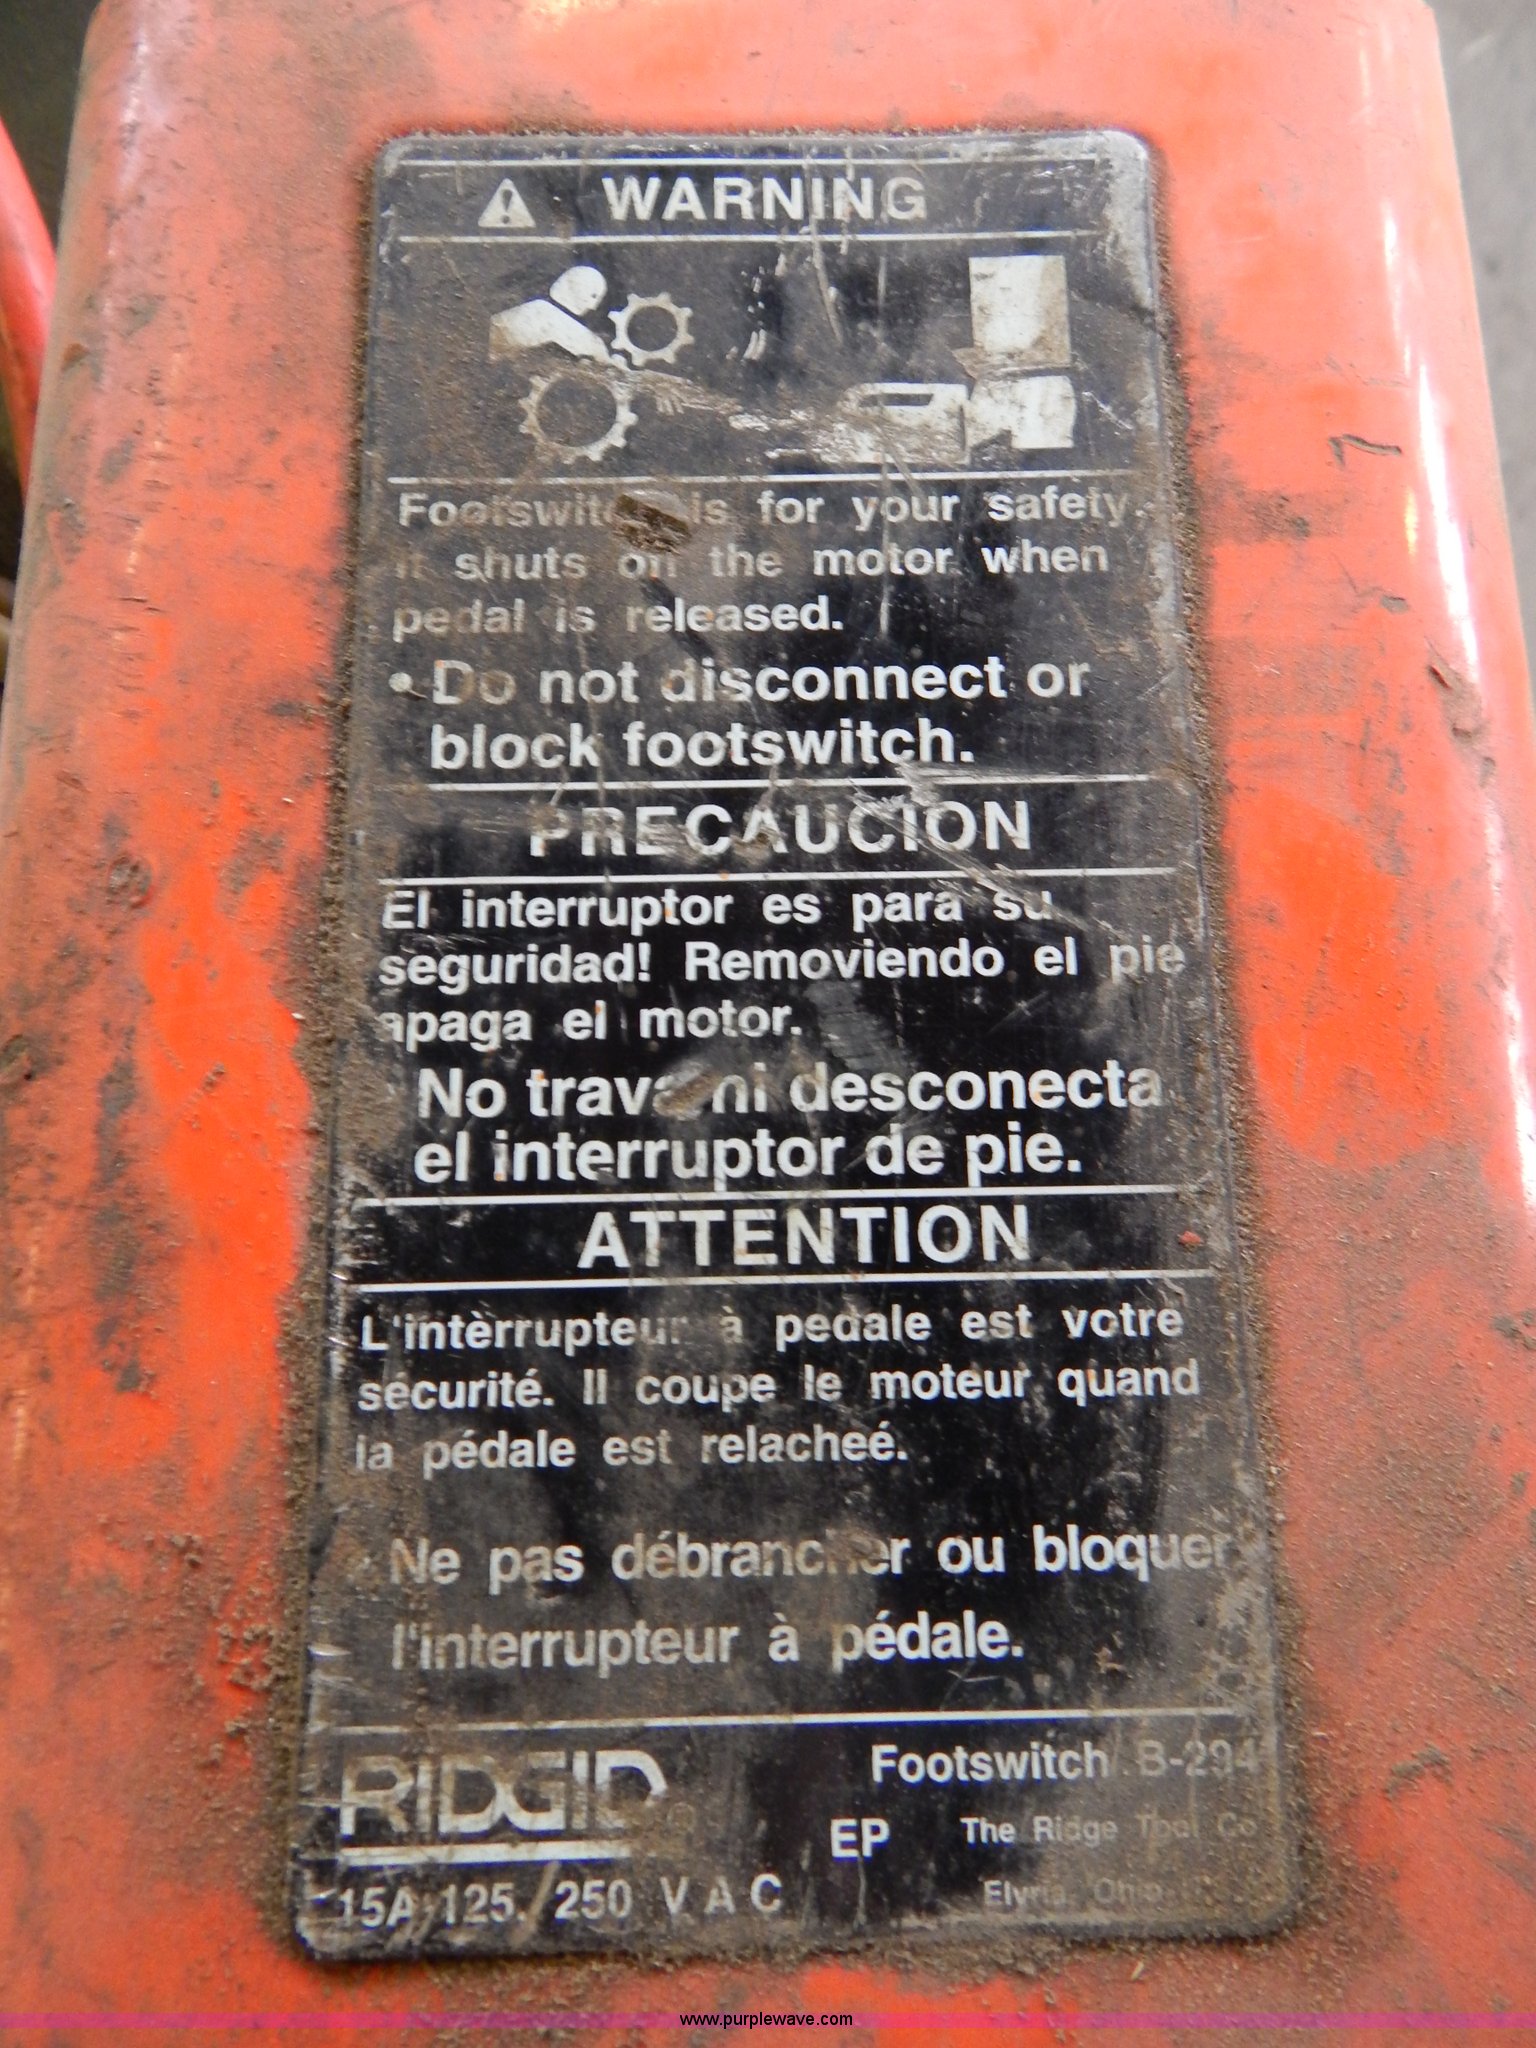 WARNING
Footswitch is for your safety.
It shuts off the motor when
pedal is released.
• Do not disconnect or
block footswitch.
PRECAUCION
El interruptor es para su
seguridad! Removiendo el pie
apaga el motor.
No trava ni desconecta
el interruptor de pie.
ATTENTION
L'intèrrupteur à pedale est votre
sécurité. Il coupe le moteur quand
la pédale est relacheé.
Ne pas débrancher ou bloquer
l'interrupteur à pédale.
RIDGID®
Footswitch B-294
EP
The Ridge Tool Co
15A-125. / 250 VAC
Elyria, Ohio
www.purplewave.com